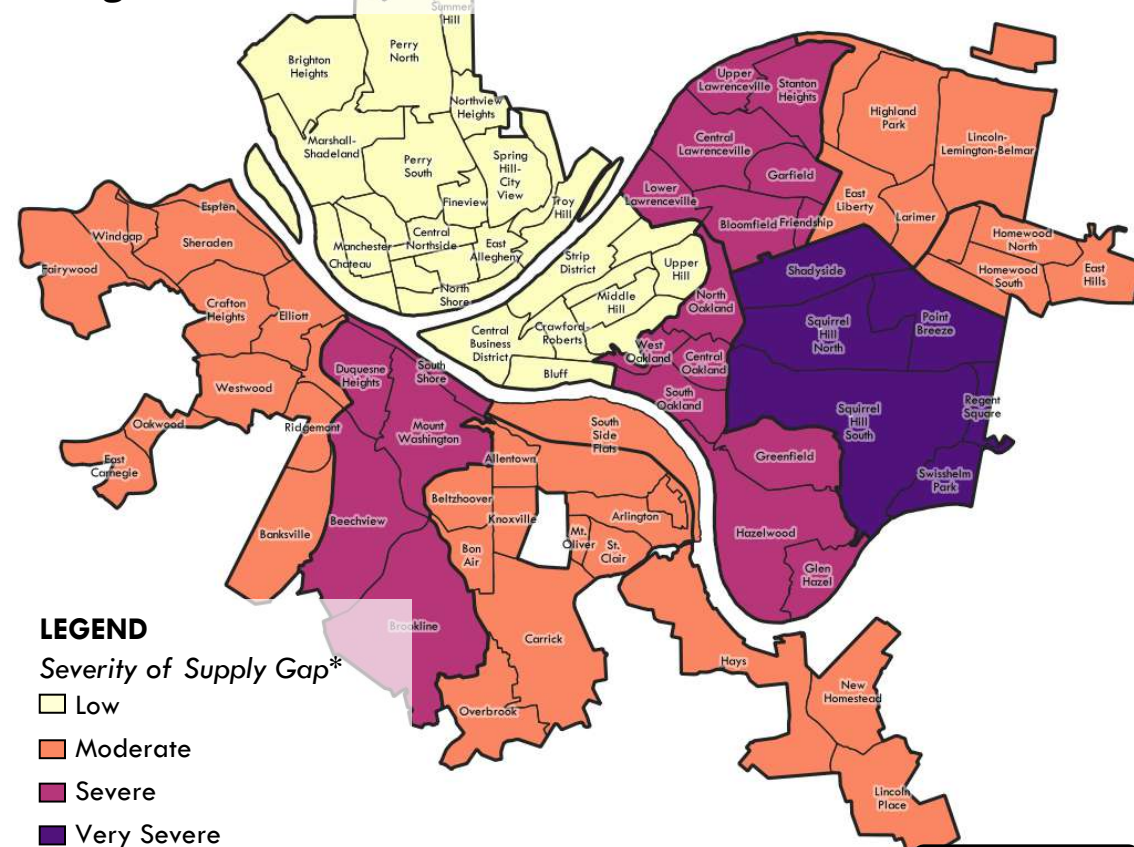 Summer
Hill
Perry
North
Brighton
Heights
Northview
Heights
Marshall-
Shadeland
Perry
South
Spring
Hill-
City
View
Fineview
Troy
Hill
Manchester
Central
Northside
East
Allegheny
Chateau
North
Shore
Upper
Lawrenceville
Stanton
Heights
Central
Lawrenceville
Garfield
Lower
Lawrenceville
Bloomfield
Friendship
Highland
Park
Lincoln-
Lemington-Belmar
East
Liberty
Larimer
Homewood
North
Homewood
South
East
Hills
Strip
District
Upper
Hill
Middle
Hill
Crawford-
Roberts
Central
Business
District
Bluff
North
Oakland
West
Oakland
Central
Oakland
South
Oakland
Shadyside
Squirrel
Hill
North
Point
Breeze
Squirrel
Hill
South
Regent
Square
Swisshelm
Park
Greenfield
Hazelwood
Glen
Hazel
Esplen
Windgap
Sheraden
Fairywood
Crafton
Heights
Elliott
Westwood
Oakwood
Ridgemont
East
Carnegie
Banksville
Duquesne
Heights
South
Shore
Mount
Washington
Beechview
Brookline
South
Side
Flats
Allentown
Beltzhoover
Knoxville
Arlington
Mt.
Oliver
St.
Clair
Bon
Air
Carrick
Overbrook
Hays
New
Homestead
Lincoln
Place
LEGEND
Severity of Supply Gap*
Low
Moderate
Severe
Very Severe